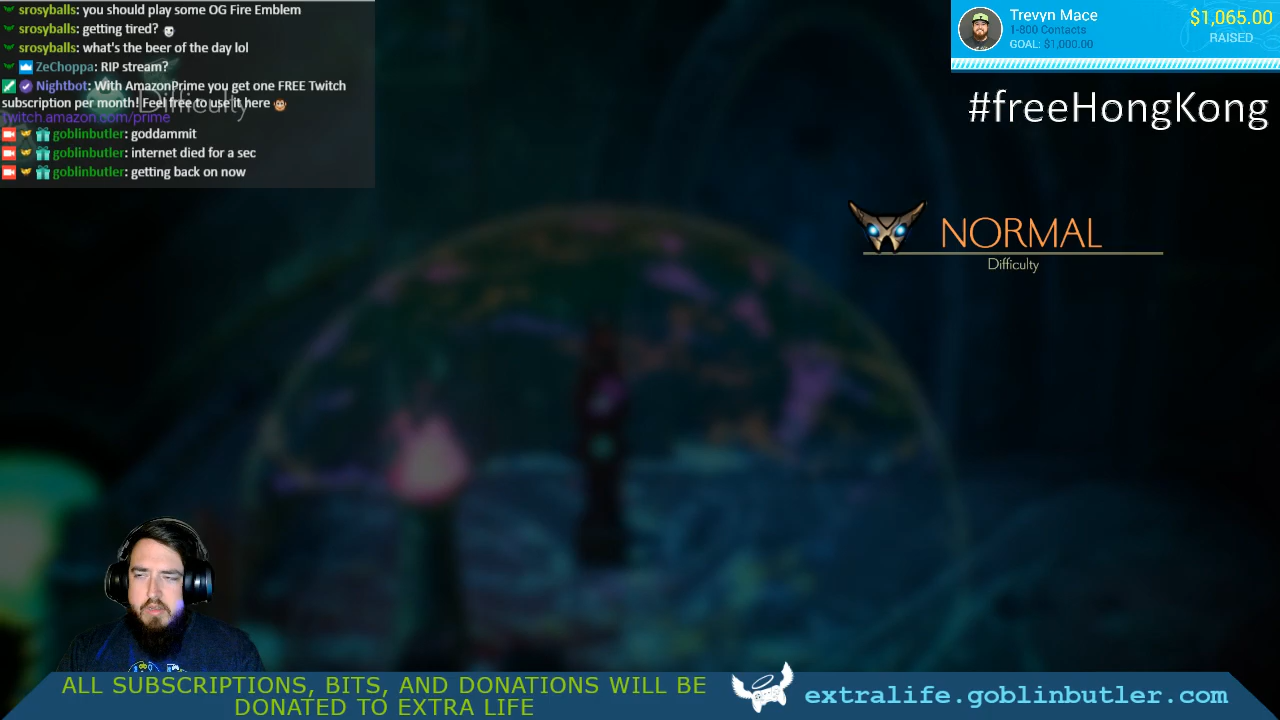 srosyballs: you should play some OG Fire Emblem
srosyballs: getting tired?
srosyballs: what's the beer of the day lol
ZeChoppa: RIP stream?
Nightbot: With AmazonPrime you get one FREE Twitch
subscription per month! Feel free to use it here
twitch.amazon.com/prime
Difficulty
goblinbutler: goddammit
goblinbutler: internet died for a sec
goblinbutler: getting back on now
Trevyn Mace
1-800 Contacts
GOAL: $1,000.00
$1,065.00
RAISED
#freeHongKong
NORMAL
Difficulty
ALL SUBSCRIPTIONS, BITS, AND DONATIONS WILL BE
DONATED TO EXTRA LIFE
extralife.goblinbutler.com